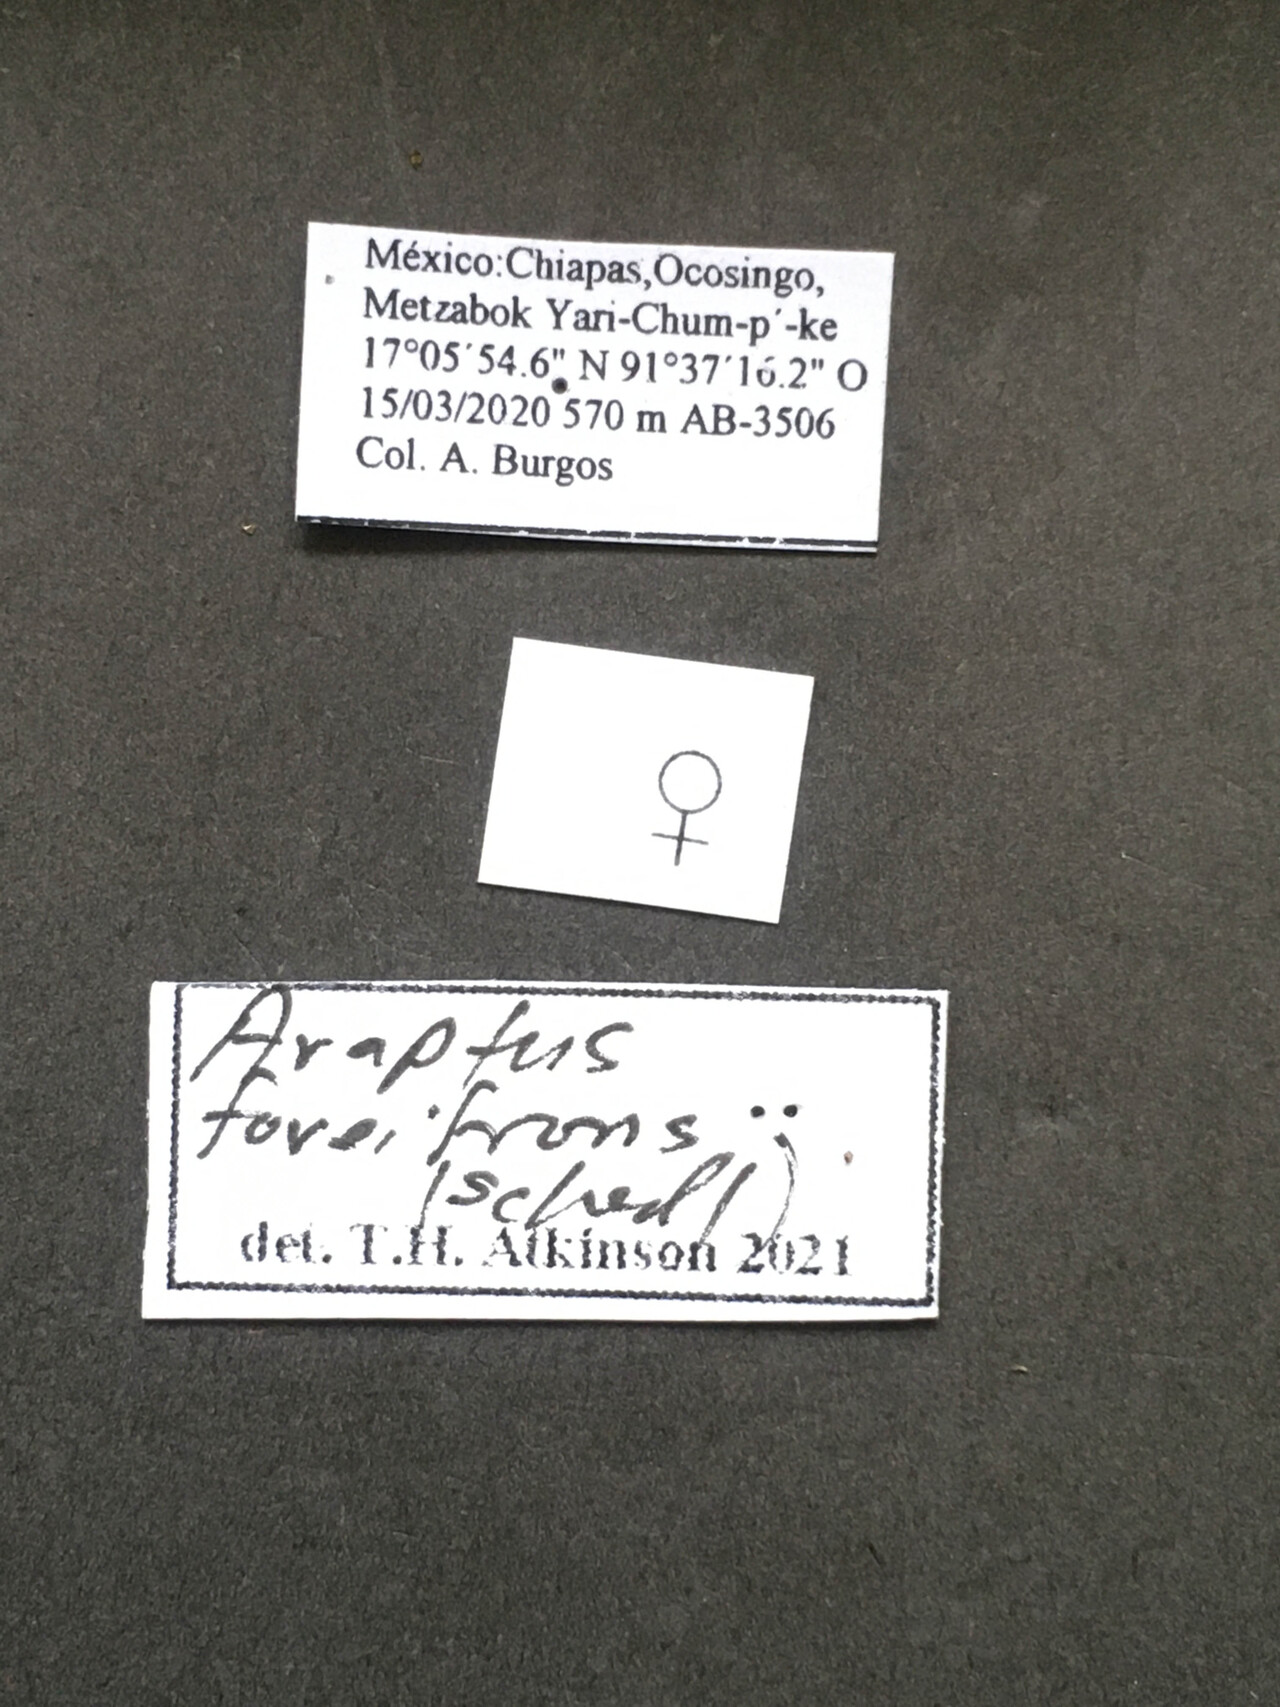 México:Chiapas,Ocosingo,
Metzabok Yari-Chum-p´-ke
17°05´54.6" N 91°37´16.2" O
15/03/2020 570 m AB-3506
Col. A. Burgos
♀
Araptus
foveifrons
(schedl)
det. T.H. Atkinson 2021